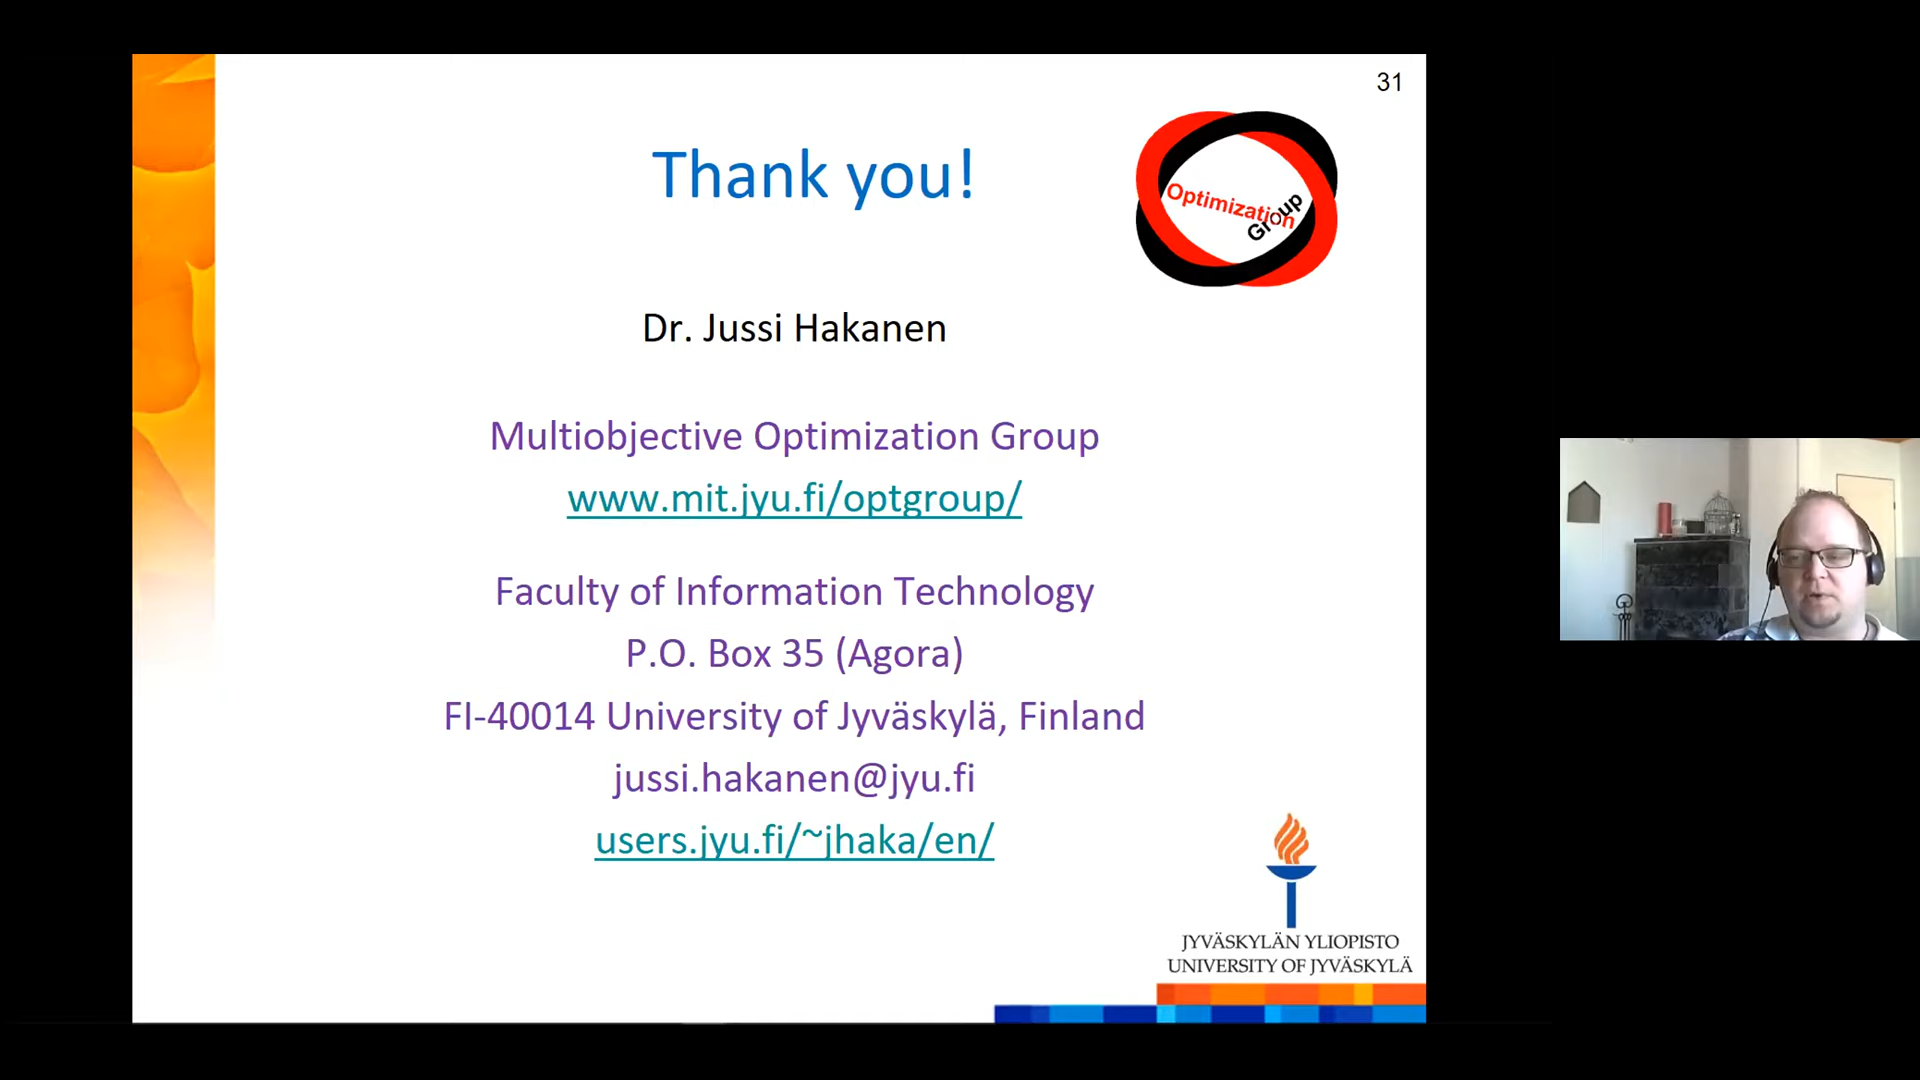 31
Thank you!
Optimization
Group
Dr. Jussi Hakanen
Multiobjective Optimization Group
www.mit.jyu.fi/optgroup/
Faculty of Information Technology
P.O. Box 35 (Agora)
FI-40014 University of Jyväskylä, Finland
jussi.hakanen@jyu.fi
users.jyu.fi/~jhaka/en/
JYVÄSKYLÄN YLIOPISTO
UNIVERSITY OF JYVÄSKYLÄ